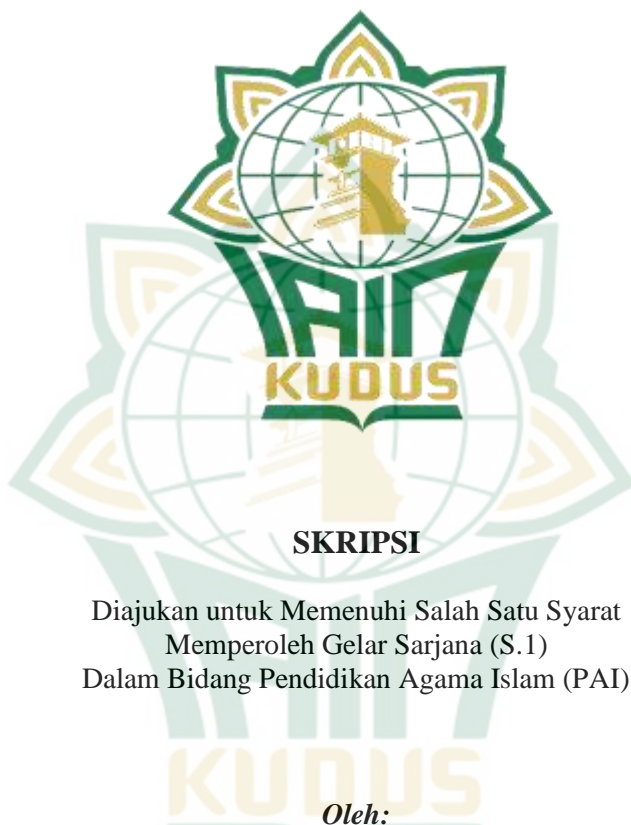 IAIN
KUDUS
SKRIPSI
Diajukan untuk Memenuhi Salah Satu Syarat
Memperoleh Gelar Sarjana (S.1)
Dalam Bidang Pendidikan Agama Islam (PAI)
KUDUS
Oleh: